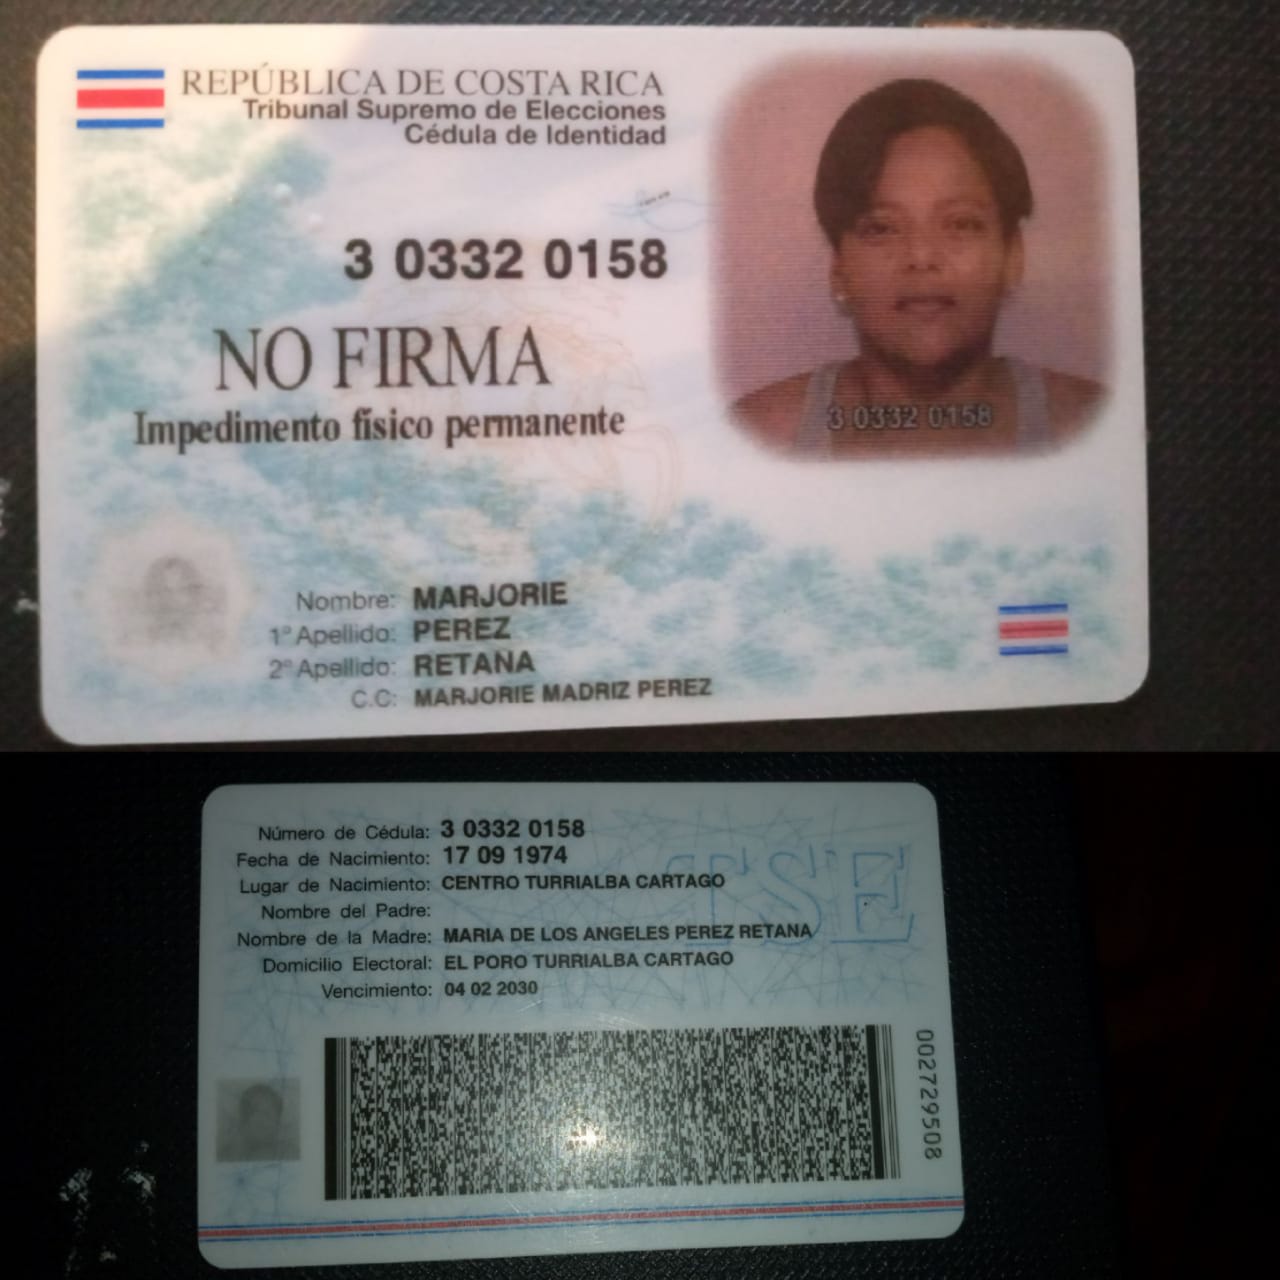 REPÚBLICA DE COSTA RICA
Tribunal Supremo de Elecciones
Cédula de Identidad
3 0332 0158
NO FIRMA
Impedimento físico permanente
3 0332 0158
Nombre: MARJORIE
1º Apellido: PEREZ
2º Apellido: RETANA
C.C: MARJORIE MADRIZ PEREZ
Número de Cédula: 3 0332 0158
Fecha de Nacimiento: 17 09 1974
Lugar de Nacimiento: CENTRO TURRIALBA CARTAGO
Nombre del Padre:
Nombre de la Madre: MARIA DE LOS ANGELES PEREZ RETANA
Domicilio Electoral: EL PORO TURRIALBA CARTAGO
Vencimiento: 04 02 2030
TSE
002729508